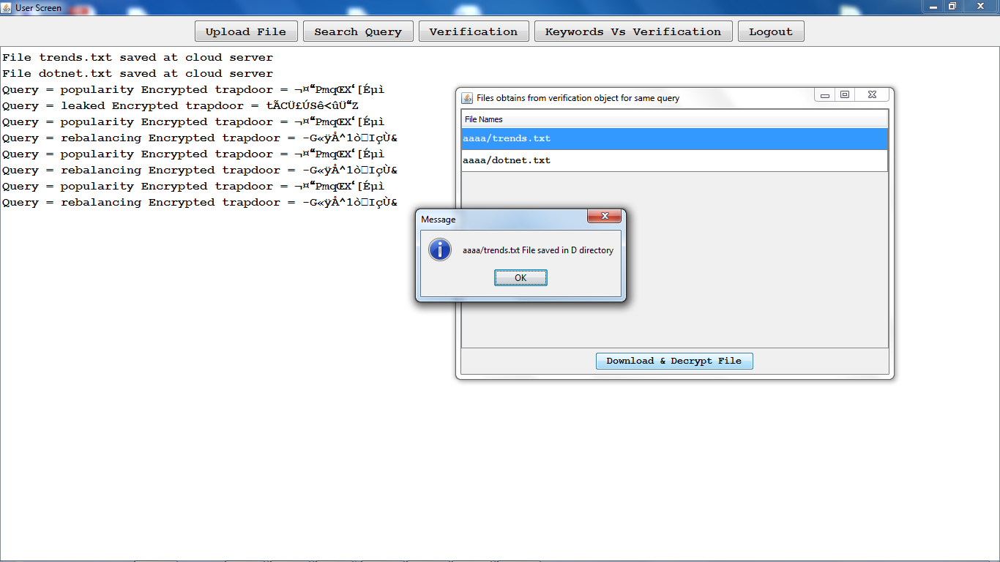 User Screen
Upload File Search Query Verification Keywords Vs Verification Logout
File trends.txt saved at cloud server
File dotnet.txt saved at cloud server
Query = popularity Encrypted trapdoor = ¬¤“PmqŒX‘[Éµì
Query = leaked Encrypted trapdoor = tÃCÜ£ÚSê<ûÜ“Z
Query = popularity Encrypted trapdoor = ¬¤“PmqŒX‘[Éµì
Query = rebalancing Encrypted trapdoor = -G«ÿÅ^1ò□IçÙ&
Query = popularity Encrypted trapdoor = ¬¤“PmqŒX‘[Éµì
Query = rebalancing Encrypted trapdoor = -G«ÿÅ^1ò□IçÙ&
Query = popularity Encrypted trapdoor = ¬¤“PmqŒX‘[Éµì
Query = rebalancing Encrypted trapdoor = -G«ÿÅ^1ò□IçÙ&
Files obtains from verification object for same query
File Names
aaaa/trends.txt
aaaa/dotnet.txt
Message
aaaa/trends.txt File saved in D directory
OK
Download & Decrypt File